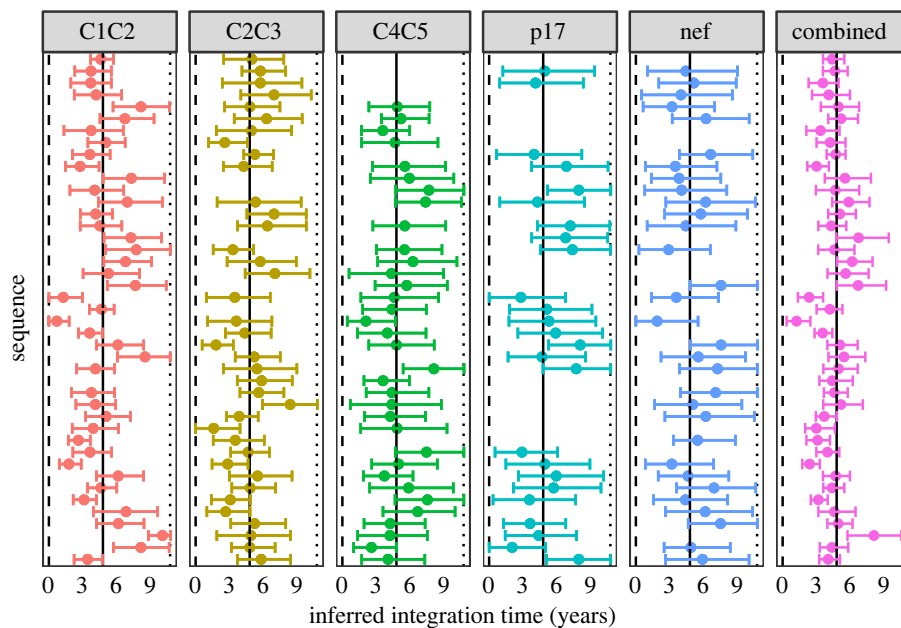 C1C2 C2C3 C4C5 p17 nef combined
sequence
0 3 6 9 0 3 6 9 0 3 6 9 0 3 6 9 0 3 6 9 0 3 6 9
inferred integration time (years)